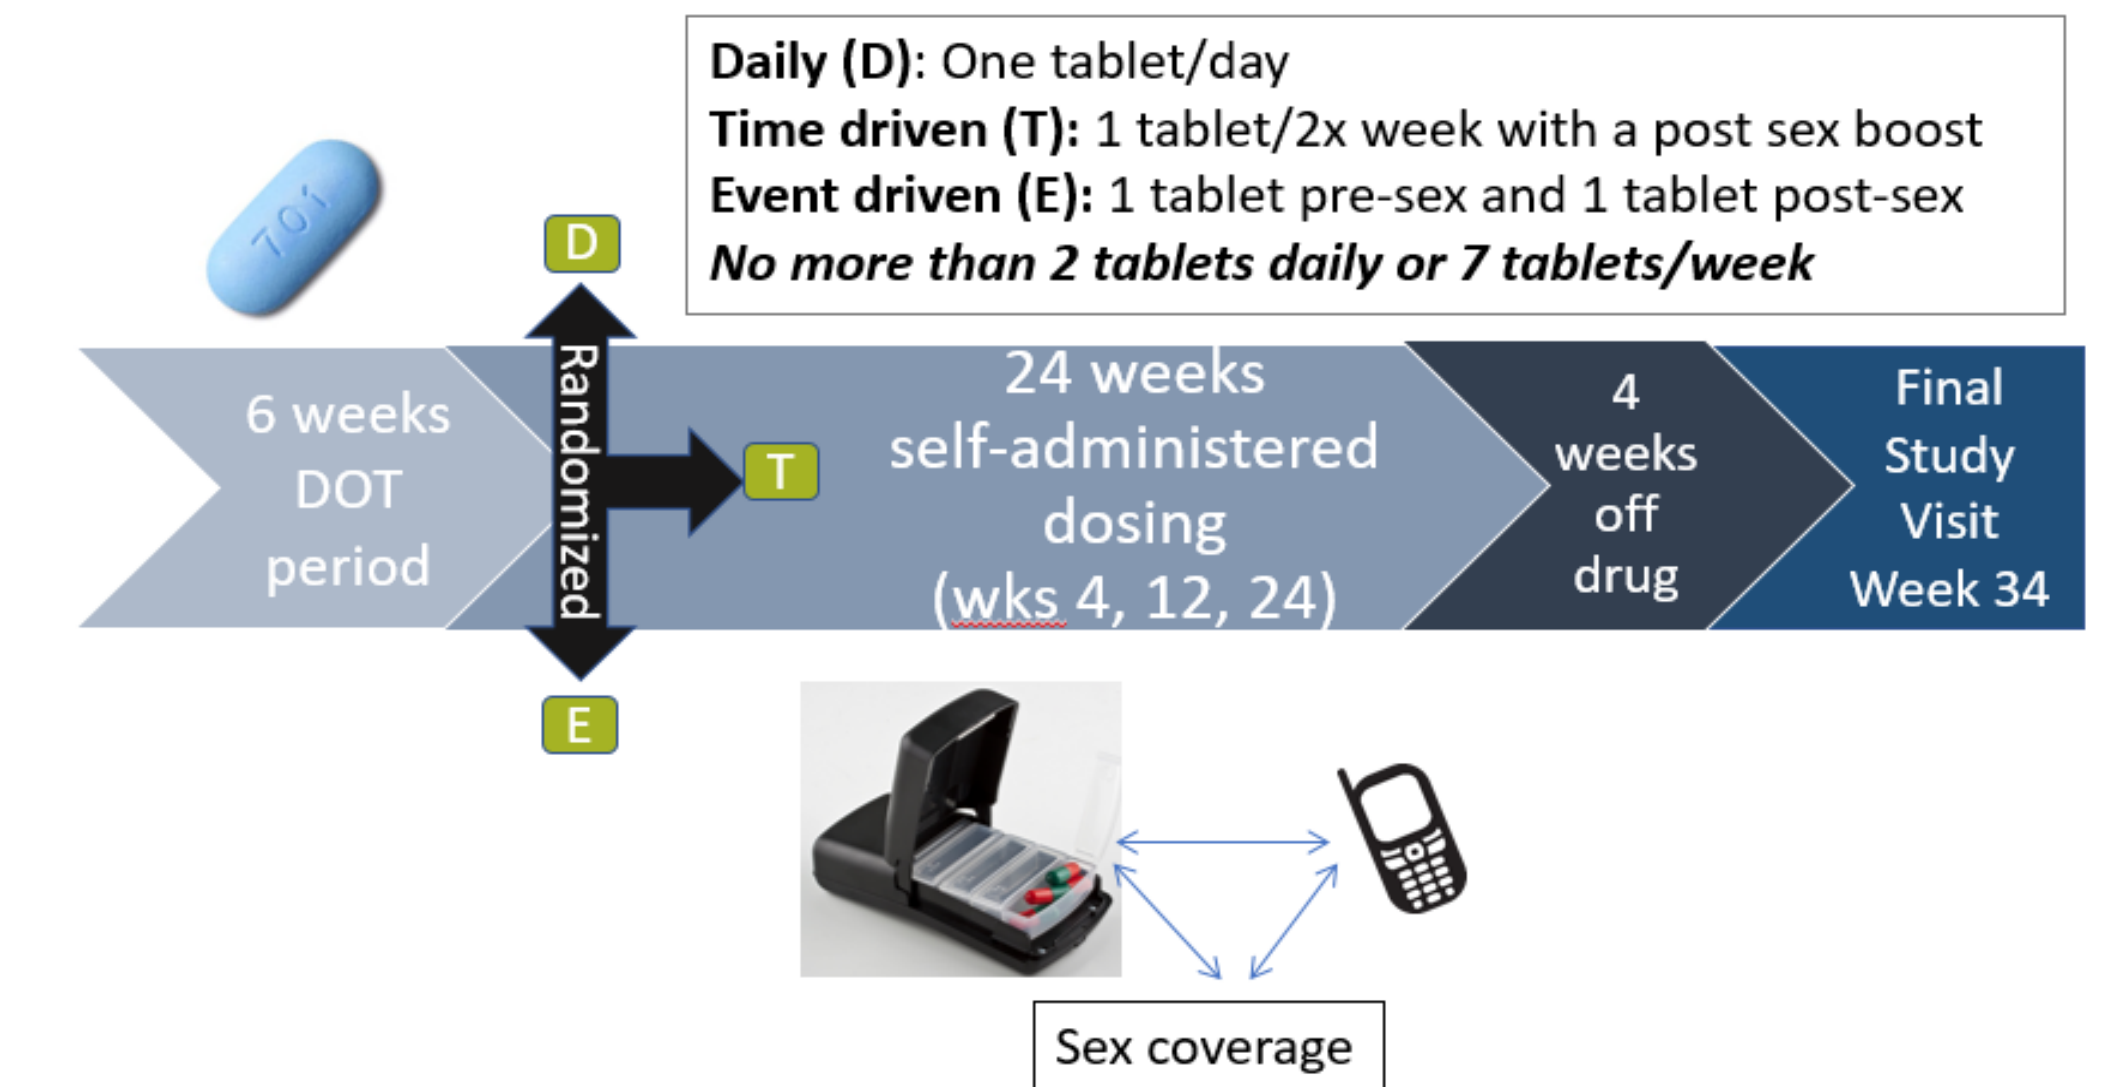 Daily (D): One tablet/day
Time driven (T): 1 tablet/2x week with a post sex boost
Event driven (E): 1 tablet pre-sex and 1 tablet post-sex
No more than 2 tablets daily or 7 tablets/week
701
D
6 weeks
DOT
period
Randomized
T
24 weeks
self-administered
dosing
(wks 4, 12, 24)
4
weeks
off
drug
Final
Study
Visit
Week 34
E
Sex coverage